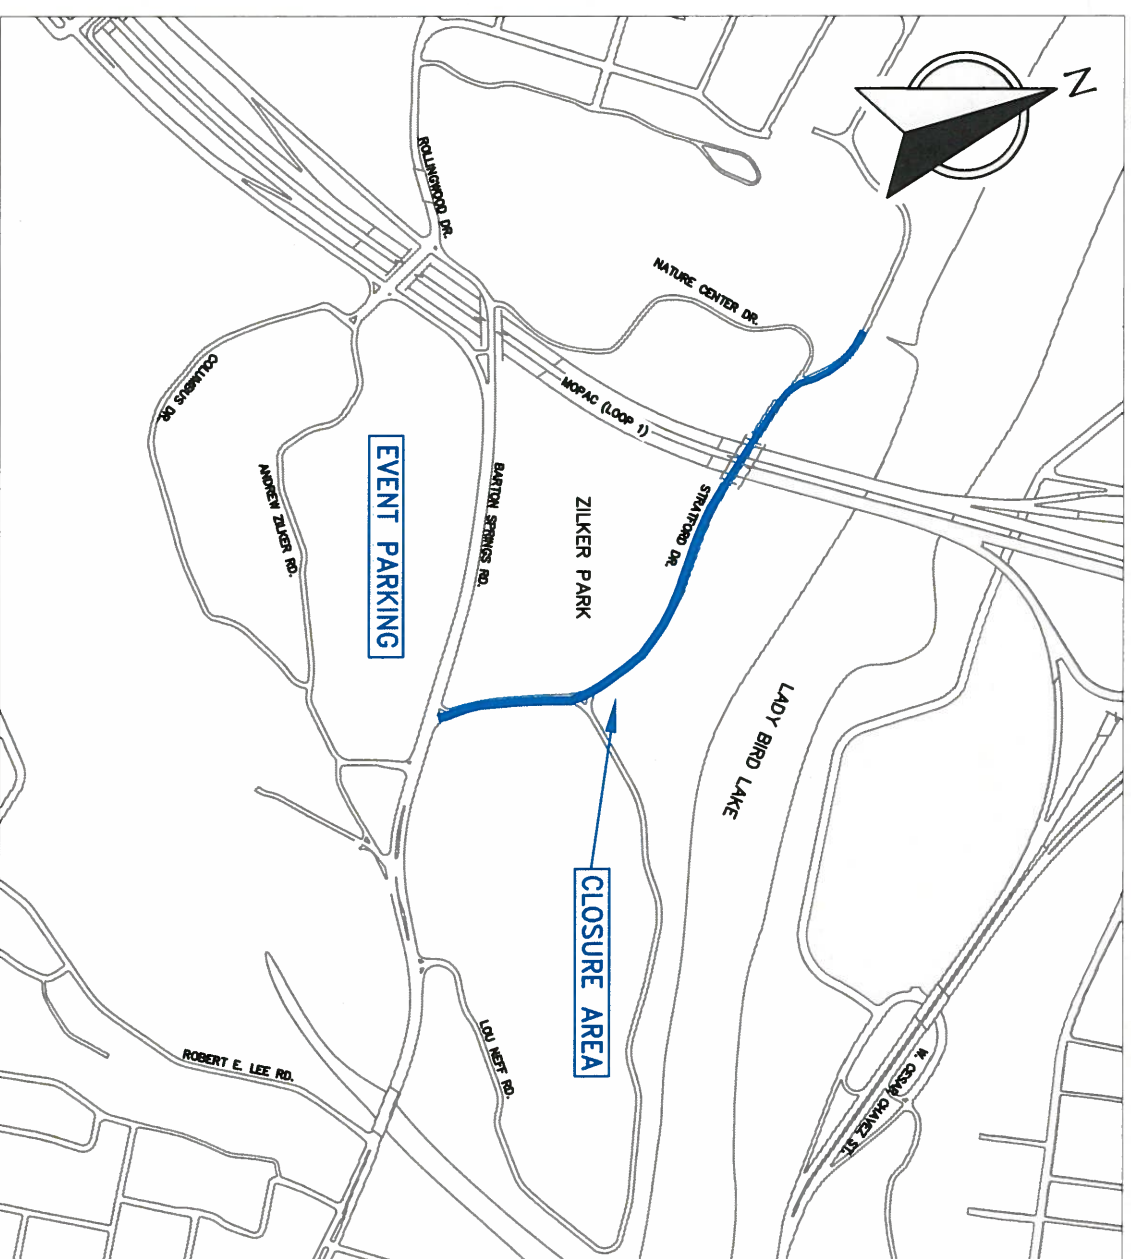 N
ROLLINGWOOD DR.
NATURE CENTER DR.
MOPAC (LOOP 1)
COLUMBUS DR.
ANDREW ZILKER RD.
EVENT PARKING
BARTON SPRINGS RD.
ZILKER PARK
STRATFORD DR.
LADY BIRD LAKE
CLOSURE AREA
LOU NEFF RD.
ROBERT E. LEE RD.
W. CESAR CHAVEZ ST.